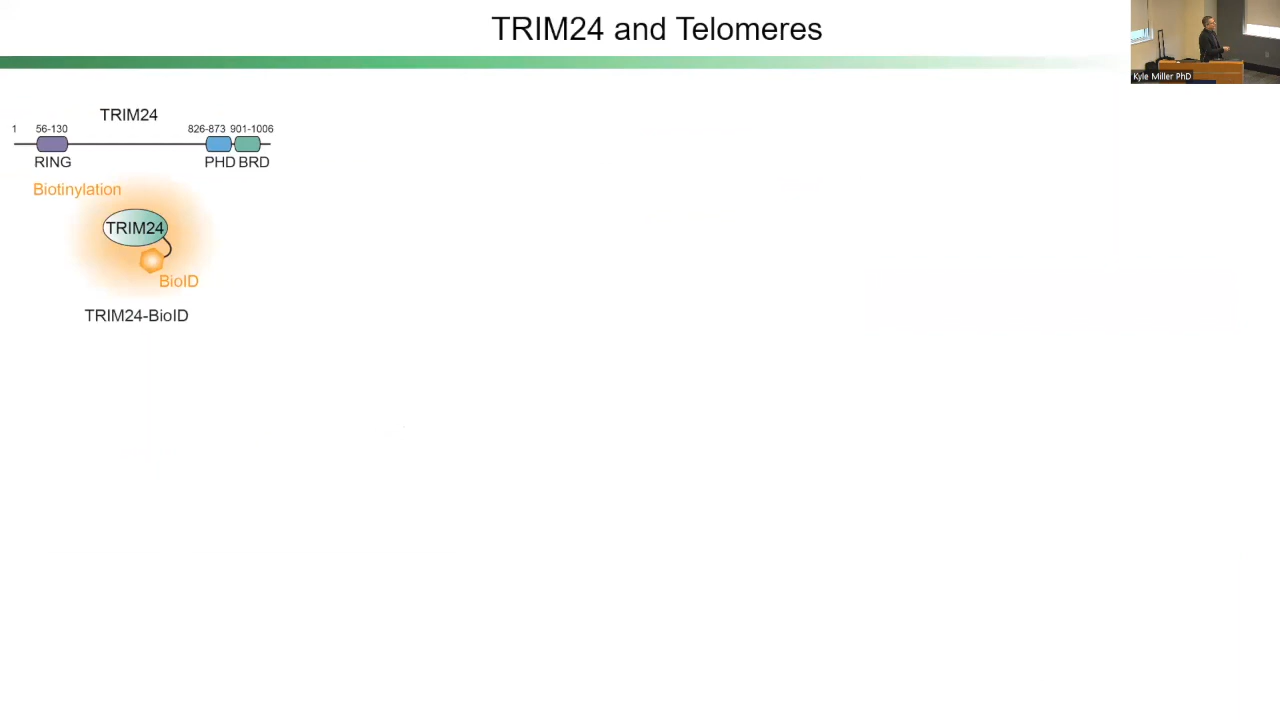 TRIM24 and Telomeres
Kyle Miller PhD
TRIM24
1 56-130 826-873 901-1006
RING PHD BRD
Biotinylation
TRIM24
BioID
TRIM24-BioID